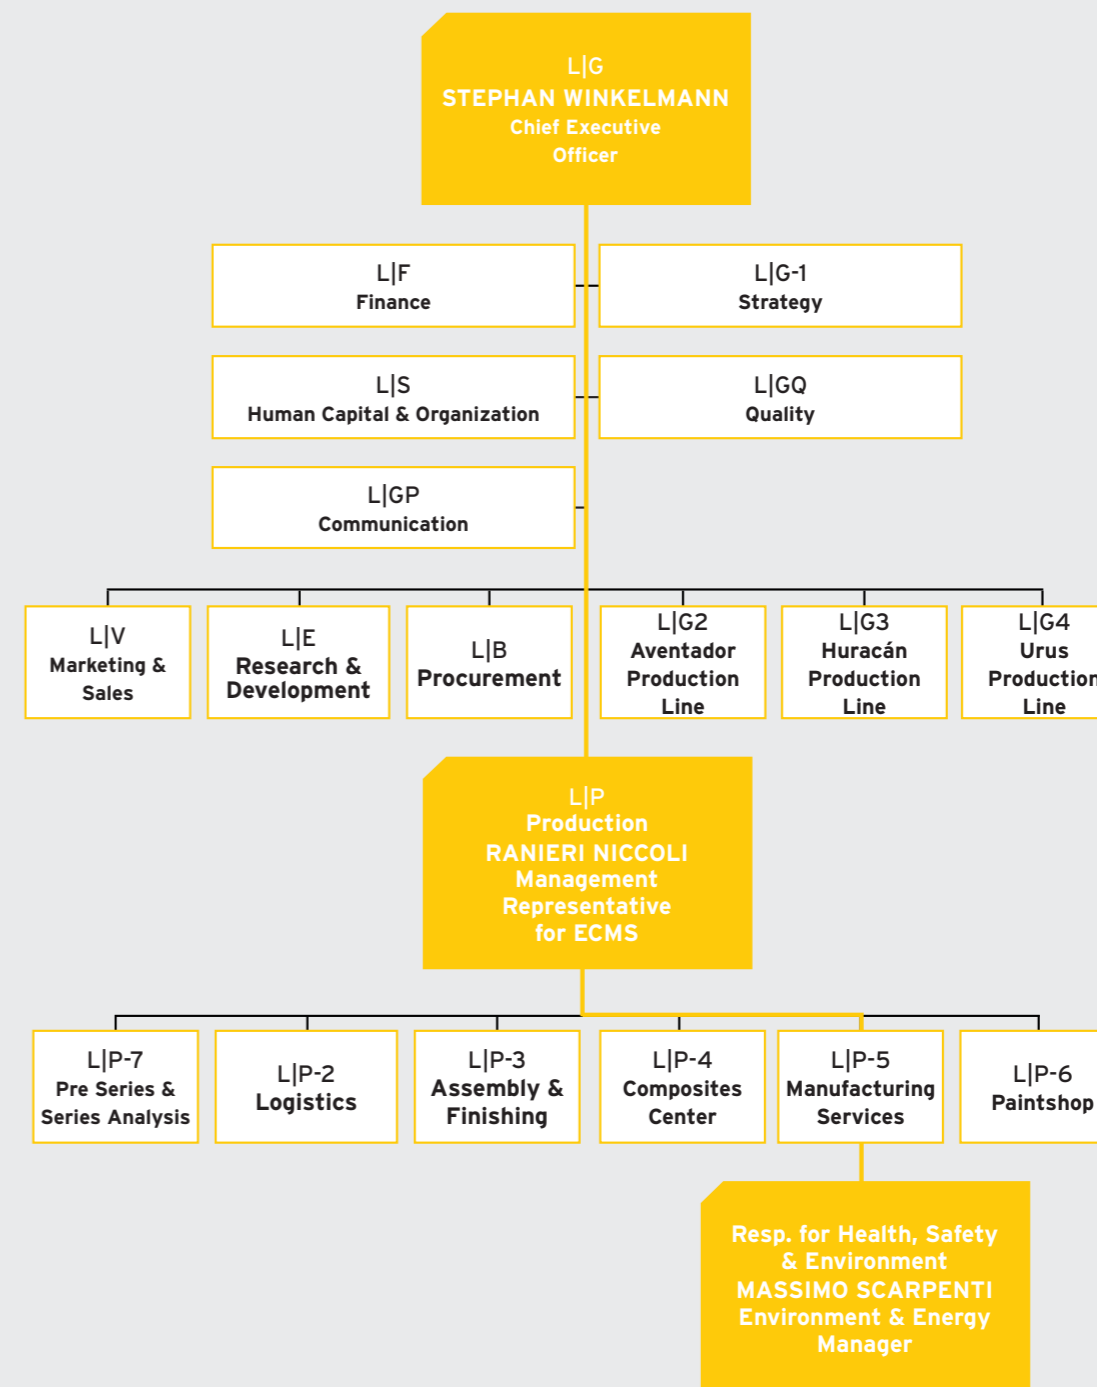 L|G
STEPHAN WINKELMANN
Chief Executive
Officer
L|F
Finance
L|G-1
Strategy
L|S
Human Capital & Organization
L|GQ
Quality
L|GP
Communication
L|V
Marketing &
Sales
L|E
Research &
Development
L|B
Procurement
L|G2
Aventador
Production
Line
L|G3
Huracán
Production
Line
L|G4
Urus
Production
Line
L|P
Production
RANIERI NICCOLI
Management
Representative
for ECMS
L|P-7
Pre Series &
Series Analysis
L|P-2
Logistics
L|P-3
Assembly &
Finishing
L|P-4
Composites
Center
L|P-5
Manufacturing
Services
L|P-6
Paintshop
Resp. for Health, Safety
& Environment
MASSIMO SCARPENTI
Environment & Energy
Manager